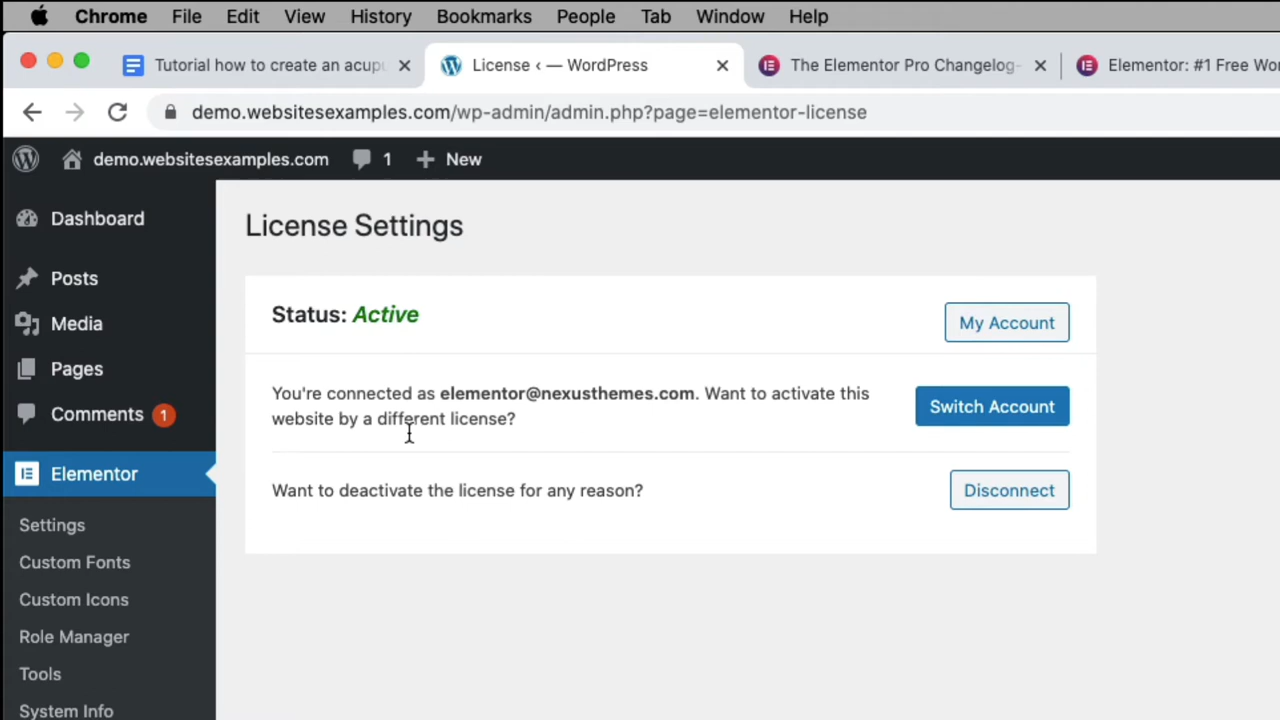 Chrome File Edit View History Bookmarks People Tab Window Help
Tutorial how to create an acup License ‹ — WordPress The Elementor Pro Changelog- Elementor: #1 Free Wo
demo.websitesexamples.com/wp-admin/admin.php?page=elementor-license
demo.websitesexamples.com 1 + New
Dashboard
License Settings
Posts
Media
Pages
Comments 1
Elementor
Settings
Custom Fonts
Custom Icons
Role Manager
Tools
System Info
Status: Active
My Account
You're connected as elementor@nexusthemes.com. Want to activate this
website by a different license?
Switch Account
Want to deactivate the license for any reason?
Disconnect